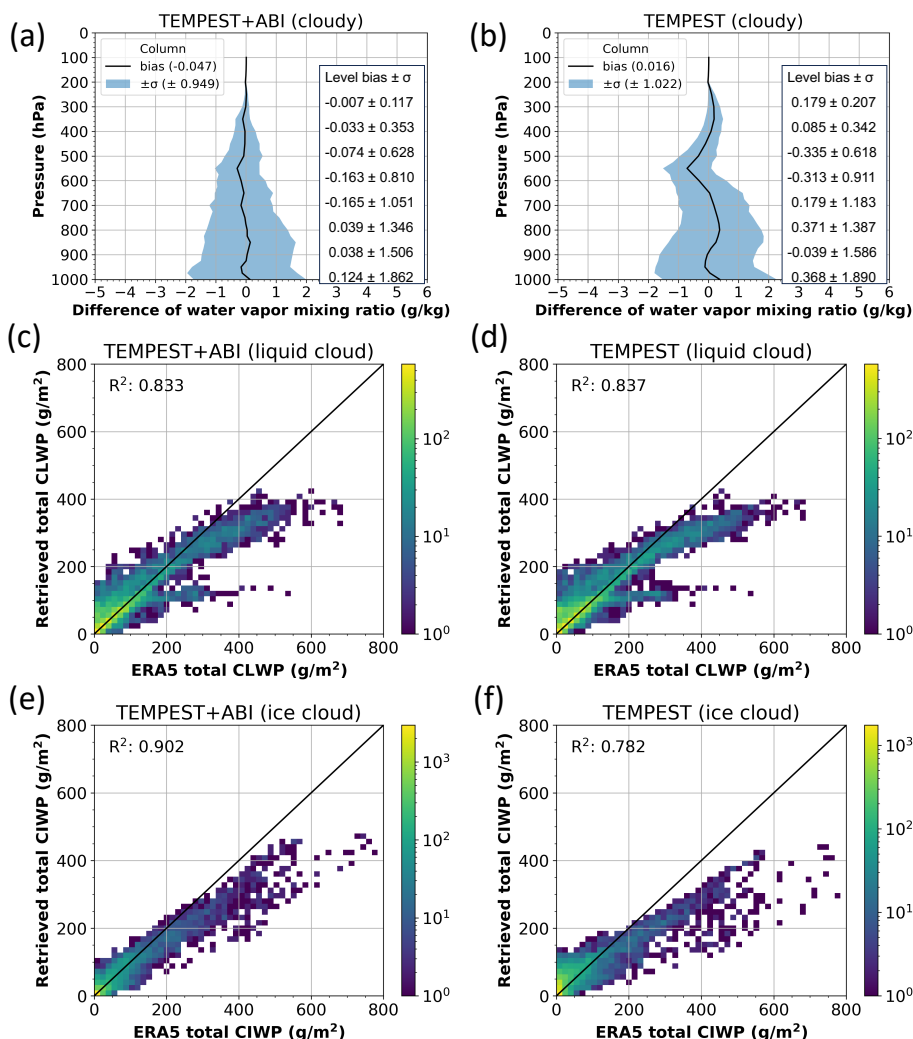 (a)
TEMPEST+ABI (cloudy)
0
100
200
300
400
500
600
700
800
900
1000
Pressure (hPa)
Column
bias (-0.047)
±σ (± 0.949)
Level bias ± σ
-0.007 ± 0.117
-0.033 ± 0.353
-0.074 ± 0.628
-0.163 ± 0.810
-0.165 ± 1.051
0.039 ± 1.346
0.038 ± 1.506
0.124 ± 1.862
−5 −4 −3 −2 −1 0 1 2 3 4 5 6
Difference of water vapor mixing ratio (g/kg)
(b)
TEMPEST (cloudy)
0
100
200
300
400
500
600
700
800
900
1000
Pressure (hPa)
Column
bias (0.016)
±σ (± 1.022)
Level bias ± σ
0.179 ± 0.207
0.085 ± 0.342
-0.335 ± 0.618
-0.313 ± 0.911
0.179 ± 1.183
0.371 ± 1.387
-0.039 ± 1.586
0.368 ± 1.890
−5 −4 −3 −2 −1 0 1 2 3 4 5 6
Difference of water vapor mixing ratio (g/kg)
(c)
TEMPEST+ABI (liquid cloud)
R²: 0.833
800
600
400
200
0
Retrieved total CLWP (g/m²)
0 200 400 600 800
ERA5 total CLWP (g/m²)
10²
10¹
10⁰
(d)
TEMPEST (liquid cloud)
R²: 0.837
800
600
400
200
0
Retrieved total CLWP (g/m²)
0 200 400 600 800
ERA5 total CLWP (g/m²)
10²
10¹
10⁰
(e)
TEMPEST+ABI (ice cloud)
R²: 0.902
800
600
400
200
0
Retrieved total CIWP (g/m²)
0 200 400 600 800
ERA5 total CIWP (g/m²)
10³
10²
10¹
10⁰
(f)
TEMPEST (ice cloud)
R²: 0.782
800
600
400
200
0
Retrieved total CIWP (g/m²)
0 200 400 600 800
ERA5 total CIWP (g/m²)
10³
10²
10¹
10⁰